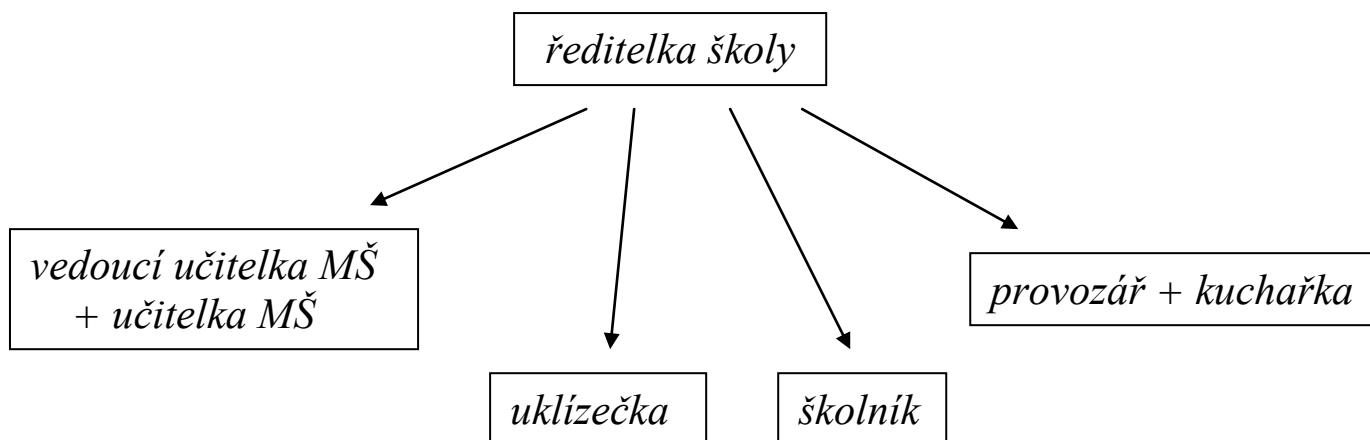 ředitelka školy
vedoucí učitelka MŠ
+ učitelka MŠ
provozář + kuchařka
uklízečka
školník